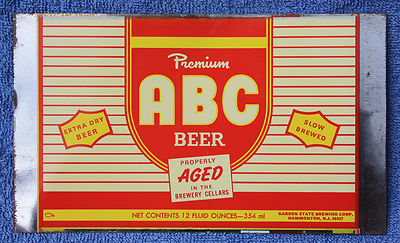 Premium
ABC
BEER
EXTRA DRY
BEER
SLOW
BREWED
PROPERLY
AGED
IN THE
BREWERY CELLARS
NET CONTENTS 12 FLUID OUNCES—354 ml
GARDEN STATE BREWING CORP.
HAMMONTON, N.J. 08037